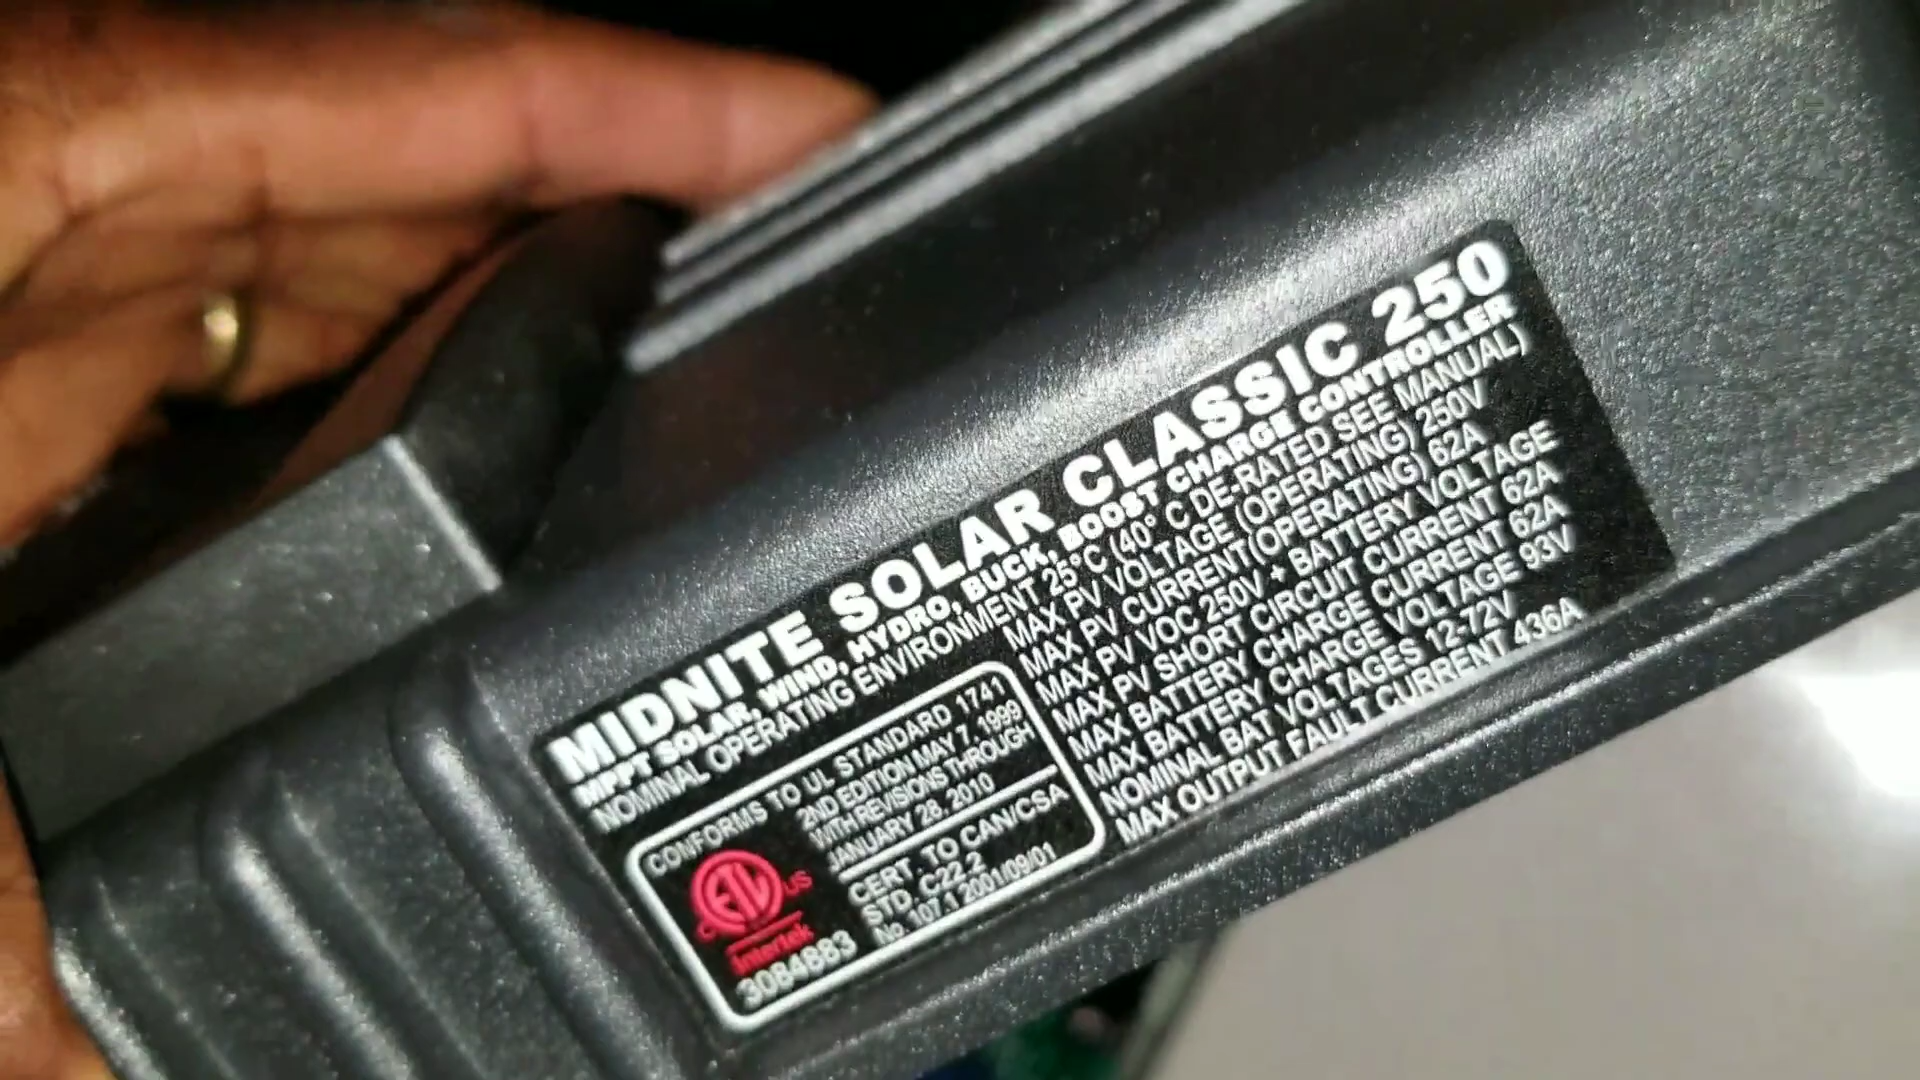 MIDNITE SOLAR CLASSIC 250
MPPT SOLAR, WIND, HYDRO, BUCK, BOOST CHARGE CONTROLLER
NOMINAL OPERATING ENVIRONMENT 25°C (40° C DE-RATED SEE MANUAL)
MAX PV VOLTAGE (OPERATING) 250V
MAX PV CURRENT(OPERATING) 62A
MAX PV VOC 250V + BATTERY VOLTAGE
MAX PV SHORT CIRCUIT CURRENT 62A
MAX BATTERY CHARGE CURRENT 62A
MAX BATTERY CHARGE VOLTAGE 93V
NOMINAL BAT VOLTAGES 12-72V
MAX OUTPUT FAULT CURRENT 436A
CONFORMS TO UL STANDARD 1741
2ND EDITION MAY 7, 1999
WITH REVISIONS THROUGH
JANUARY 28, 2010
CERT. TO CAN/CSA
STD. C22.2
No. 107.1 2001/09/01
C ETL US
Intertek
3084883